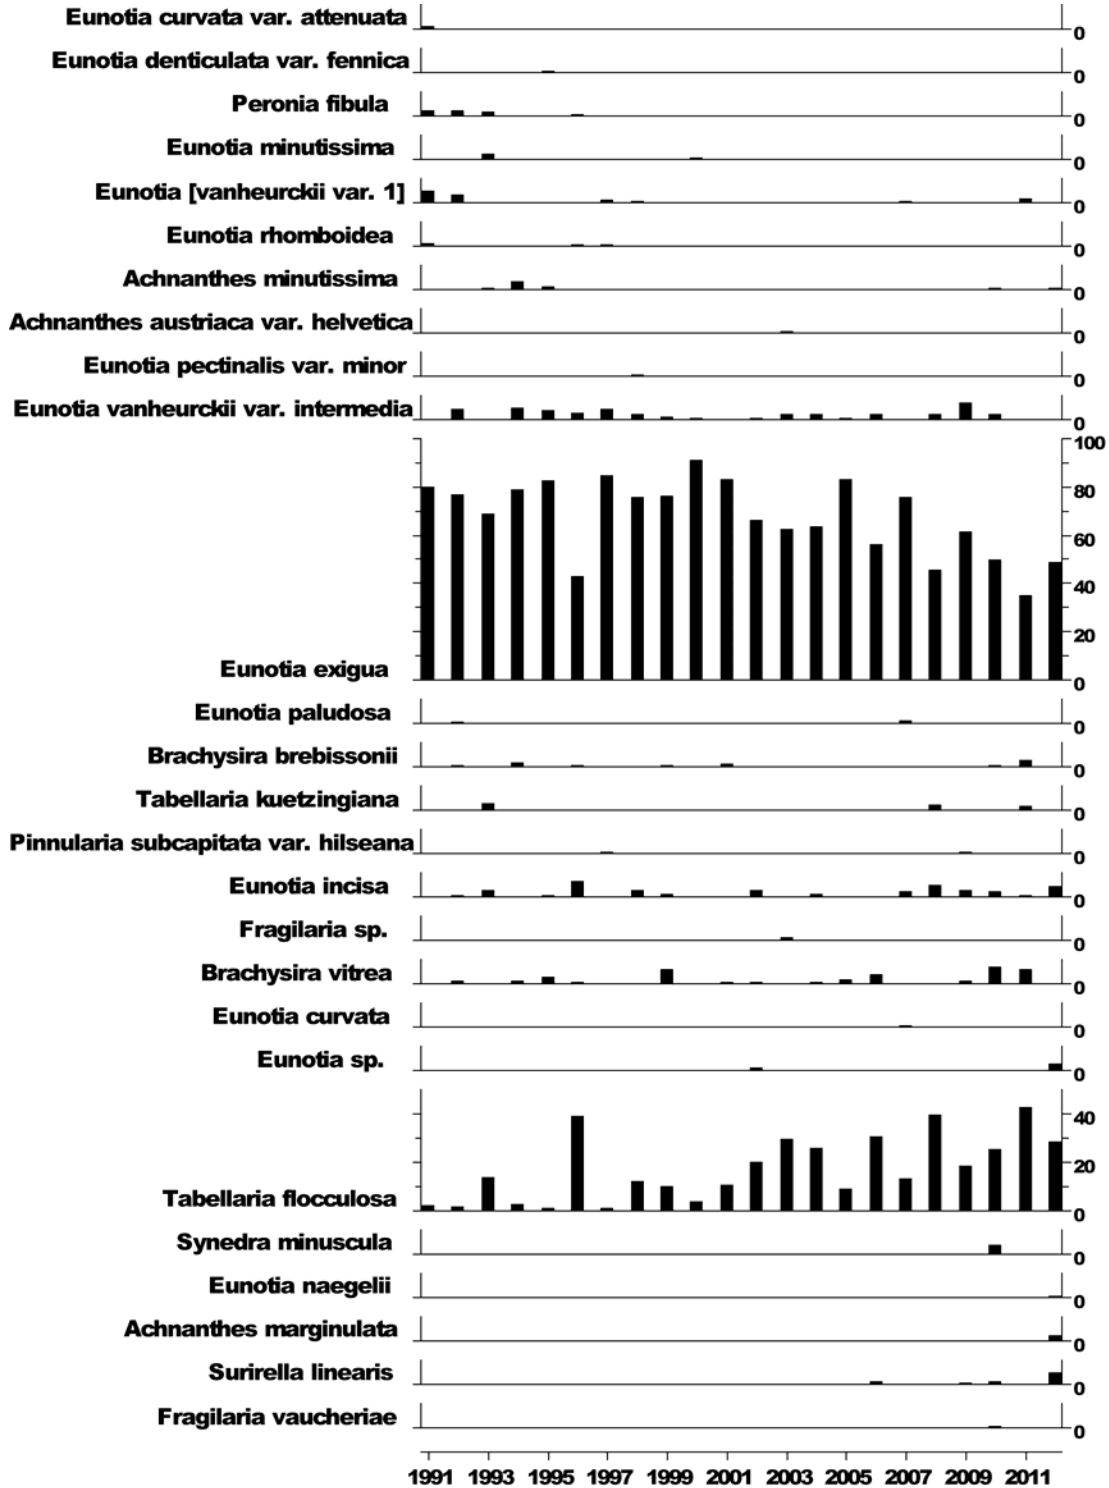 Eunotia curvata var. attenuata 0
Eunotia denticulata var. fennica 0
Peronia fibula 0
Eunotia minutissima 0
Eunotia [vanheurckii var. 1] 0
Eunotia rhomboidea 0
Achnanthes minutissima 0
Achnanthes austriaca var. helvetica 0
Eunotia pectinalis var. minor 0
Eunotia vanheurckii var. intermedia 0
100
80
60
40
20
Eunotia exigua 0
Eunotia paludosa 0
Brachysira brebissonii 0
Tabellaria kuetzingiana 0
Pinnularia subcapitata var. hilseana 0
Eunotia incisa 0
Fragilaria sp. 0
Brachysira vitrea 0
Eunotia curvata 0
Eunotia sp. 0
40
20
Tabellaria flocculosa 0
Synedra minuscula 0
Eunotia naegelii 0
Achnanthes marginulata 0
Surirella linearis 0
Fragilaria vaucheriae 0
1991 1993 1995 1997 1999 2001 2003 2005 2007 2009 2011